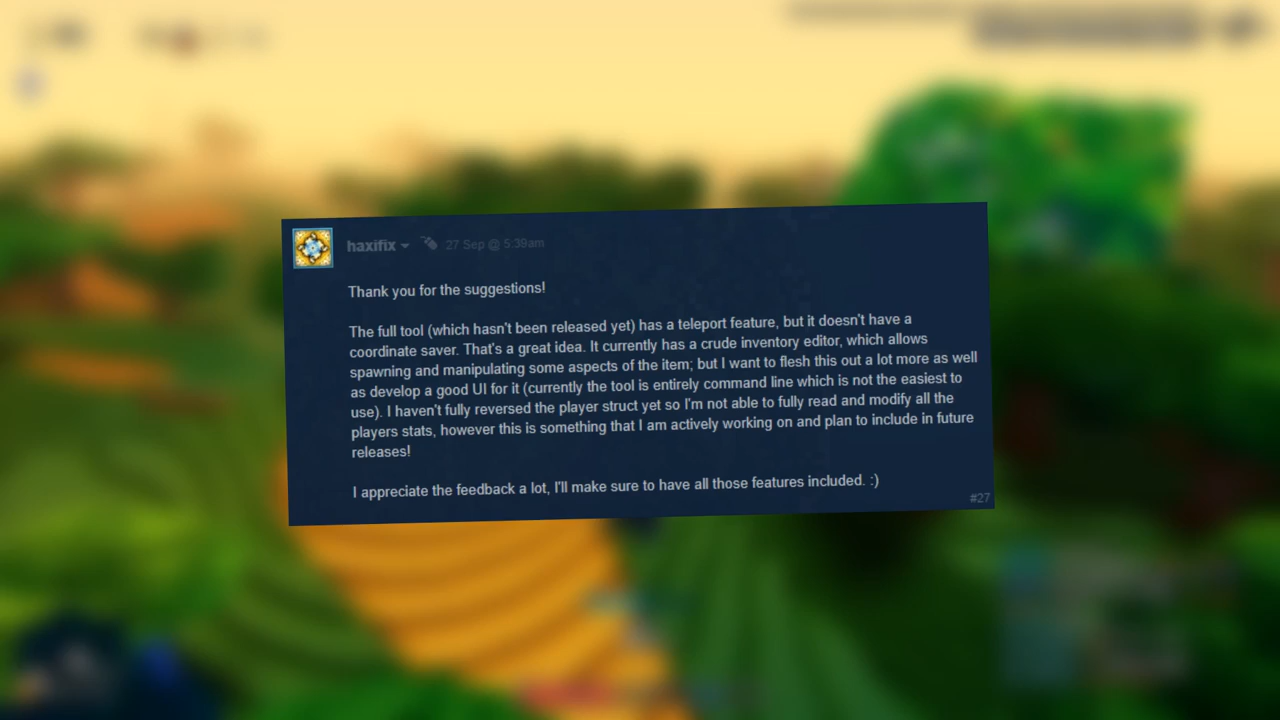 haxifix 27 Sep @ 5:39am
Thank you for the suggestions!
The full tool (which hasn't been released yet) has a teleport feature, but it doesn't have a
coordinate saver. That's a great idea. It currently has a crude inventory editor, which allows
spawning and manipulating some aspects of the item; but I want to flesh this out a lot more as well
as develop a good UI for it (currently the tool is entirely command line which is not the easiest to
use). I haven't fully reversed the player struct yet so I'm not able to fully read and modify all the
players stats, however this is something that I am actively working on and plan to include in future
releases!
I appreciate the feedback a lot, I'll make sure to have all those features included. :)
#27